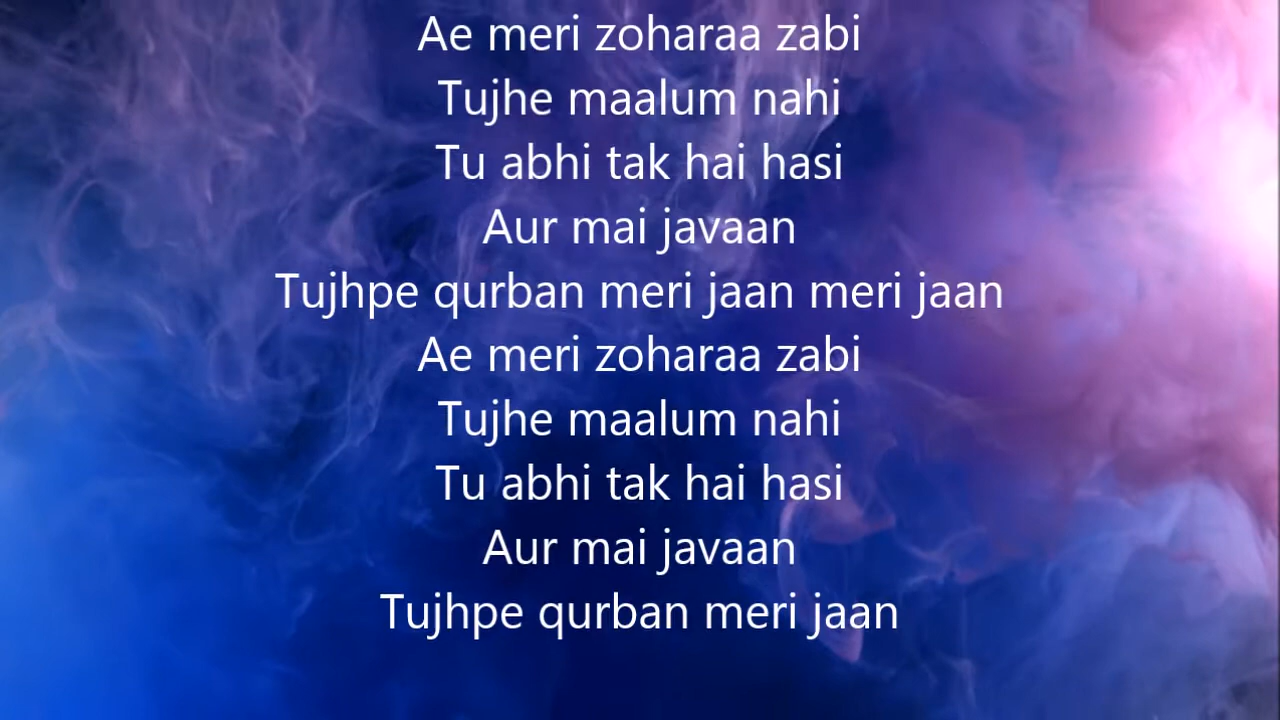 Ae meri zoharaa zabi
Tujhe maalum nahi
Tu abhi tak hai hasi
Aur mai javaan
Tujhpe qurban meri jaan meri jaan
Ae meri zoharaa zabi
Tujhe maalum nahi
Tu abhi tak hai hasi
Aur mai javaan
Tujhpe qurban meri jaan